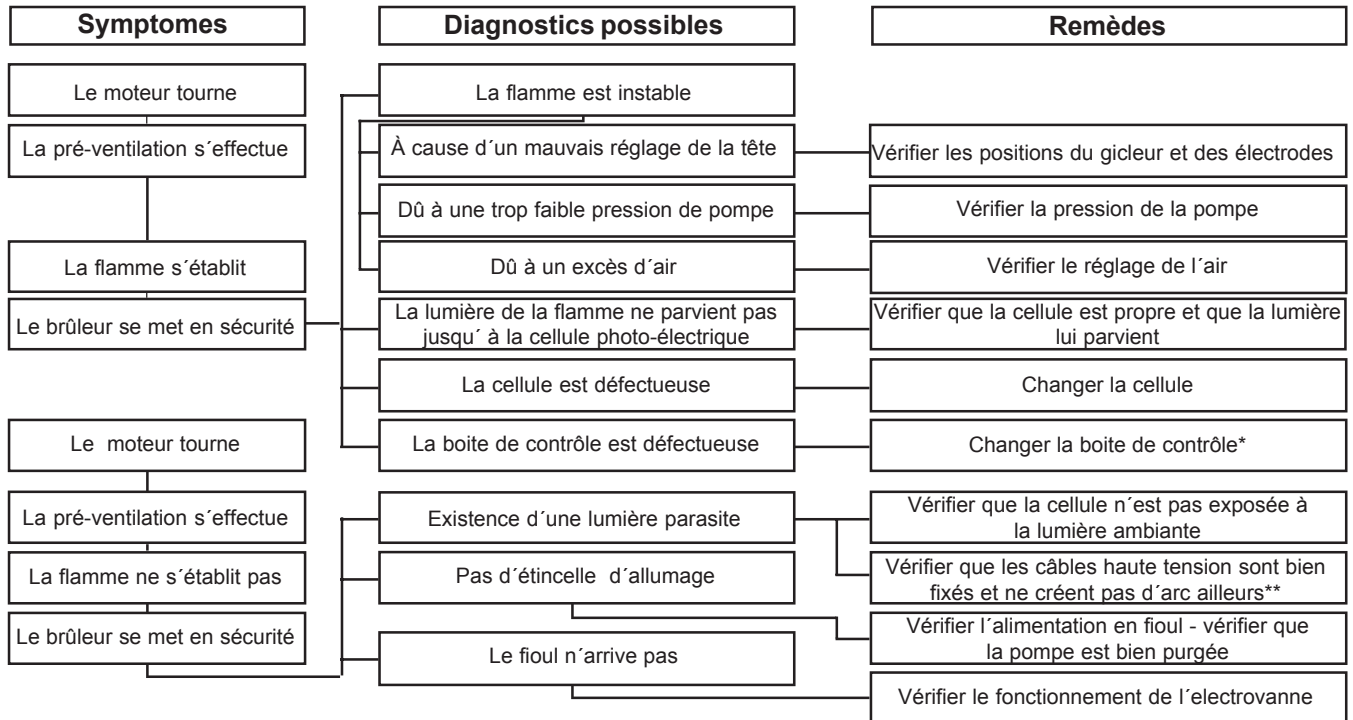 Symptomes
Diagnostics possibles
Remèdes
Le moteur tourne
La flamme est instable
La pré-ventilation s´effectue
À cause d´un mauvais réglage de la tête
Vérifier les positions du gicleur et des électrodes
Dû à une trop faible pression de pompe
Vérifier la pression de la pompe
La flamme s´établit
Dû à un excès d´air
Vérifier le réglage de l´air
Le brûleur se met en sécurité
La lumière de la flamme ne parvient pas
jusqu´ à la cellule photo-électrique
Vérifier que la cellule est propre et que la lumière
lui parvient
La cellule est défectueuse
Changer la cellule
Le moteur tourne
La boite de contrôle est défectueuse
Changer la boite de contrôle*
La pré-ventilation s´effectue
Existence d´une lumière parasite
Vérifier que la cellule n´est pas exposée à
la lumière ambiante
La flamme ne s´établit pas
Pas d´étincelle d´allumage
Vérifier que les câbles haute tension sont bien
fixés et ne créent pas d´arc ailleurs**
Le brûleur se met en sécurité
Le fioul n´arrive pas
Vérifier l´alimentation en fioul - vérifier que
la pompe est bien purgée
Vérifier le fonctionnement de l´electrovanne